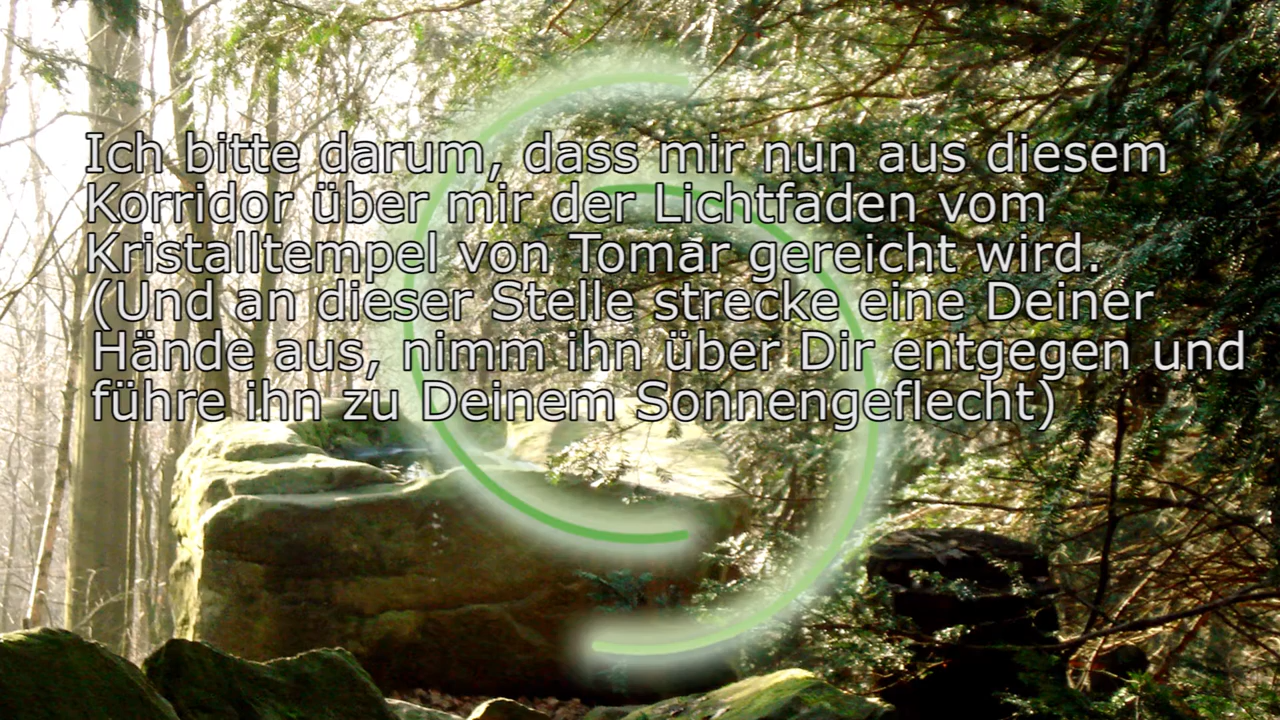 Ich bitte darum, dass mir nun aus diesem
Korridor über mir der Lichtfaden vom
Kristalltempel von Tomar gereicht wird.
(Und an dieser Stelle strecke eine Deiner
Hände aus, nimm ihn über Dir entgegen und
führe ihn zu Deinem Sonnengeflecht)